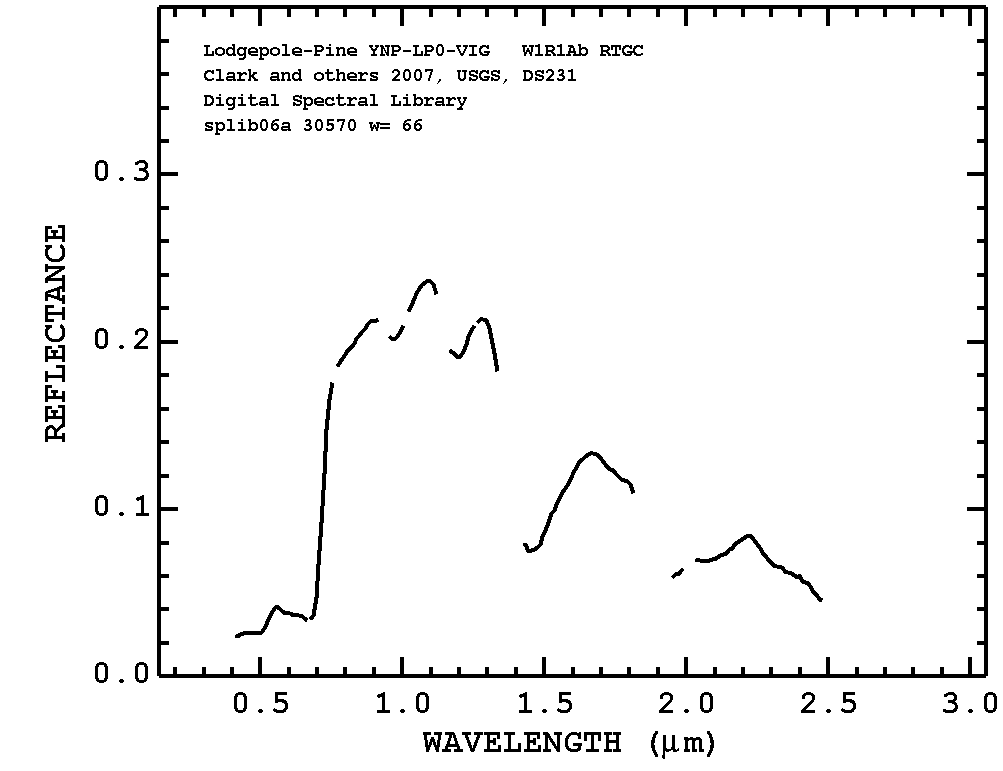 Lodgepole-Pine YNP-LP0-VIG   W1R1Ab RTGC
Clark and others 2007, USGS, DS231
Digital Spectral Library
splib06a 30570 w= 66
0.3
0.2
0.1
0.0
REFLECTANCE
0.5 1.0 1.5 2.0 2.5 3.0
WAVELENGTH (μm)